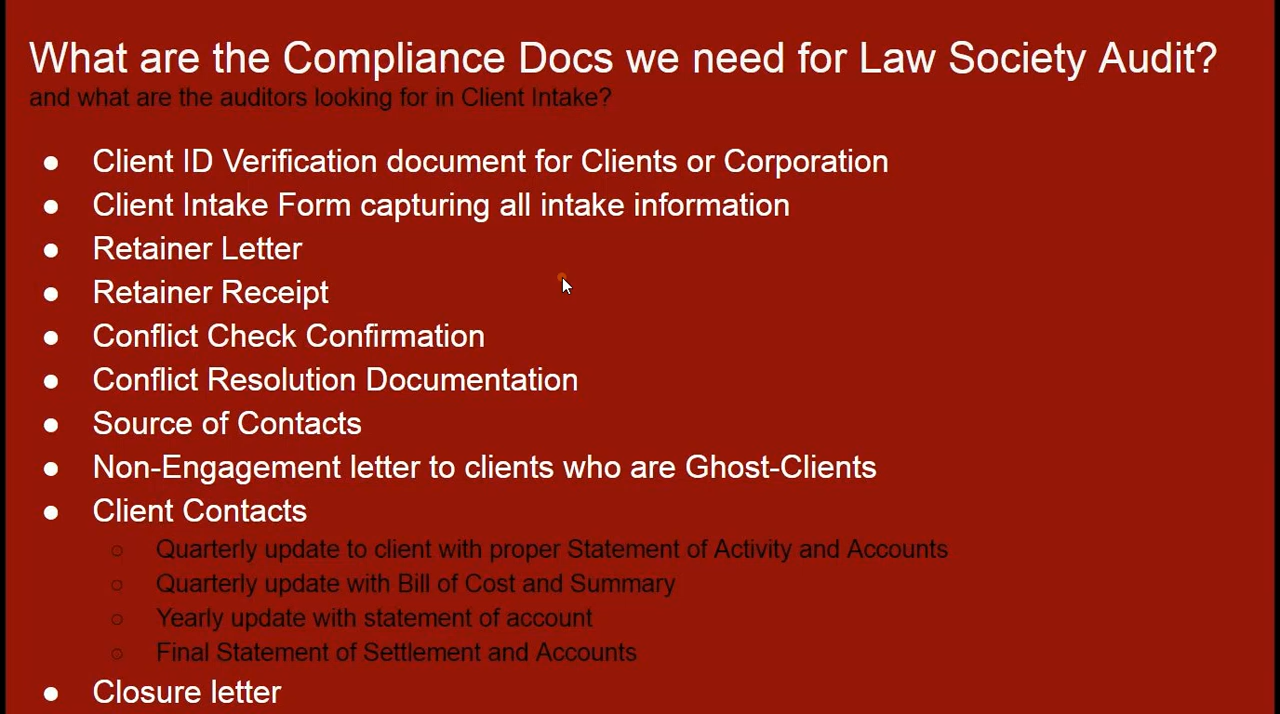 What are the Compliance Docs we need for Law Society Audit?
and what are the auditors looking for in Client Intake?
● Client ID Verification document for Clients or Corporation
● Client Intake Form capturing all intake information
● Retainer Letter
● Retainer Receipt
● Conflict Check Confirmation
● Conflict Resolution Documentation
● Source of Contacts
● Non-Engagement letter to clients who are Ghost-Clients
● Client Contacts
○ Quarterly update to client with proper Statement of Activity and Accounts
○ Quarterly update with Bill of Cost and Summary
○ Yearly update with statement of account
○ Final Statement of Settlement and Accounts
● Closure letter